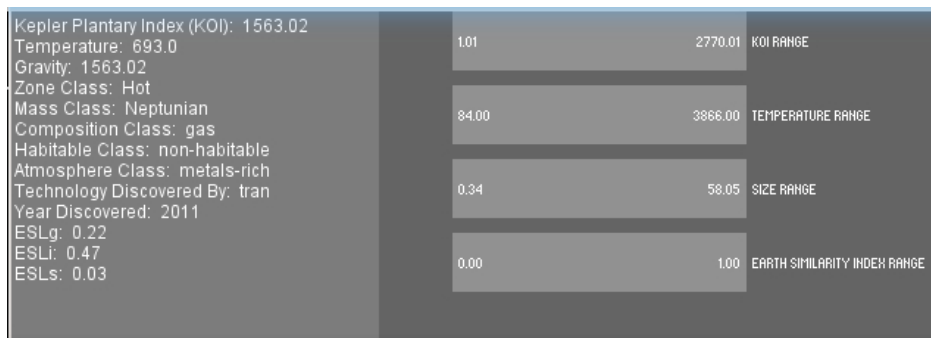 Kepler Plantary Index (KOI): 1563.02
Temperature: 693.0
Gravity: 1563.02
Zone Class: Hot
Mass Class: Neptunian
Composition Class: gas
Habitable Class: non-habitable
Atmosphere Class: metals-rich
Technology Discovered By: tran
Year Discovered: 2011
ESLg: 0.22
ESLi: 0.47
ESLs: 0.03
1.01 2770.01 KOI RANGE
84.00 3866.00 TEMPERATURE RANGE
0.34 58.05 SIZE RANGE
0.00 1.00 EARTH SIMILARITY INDEX RANGE